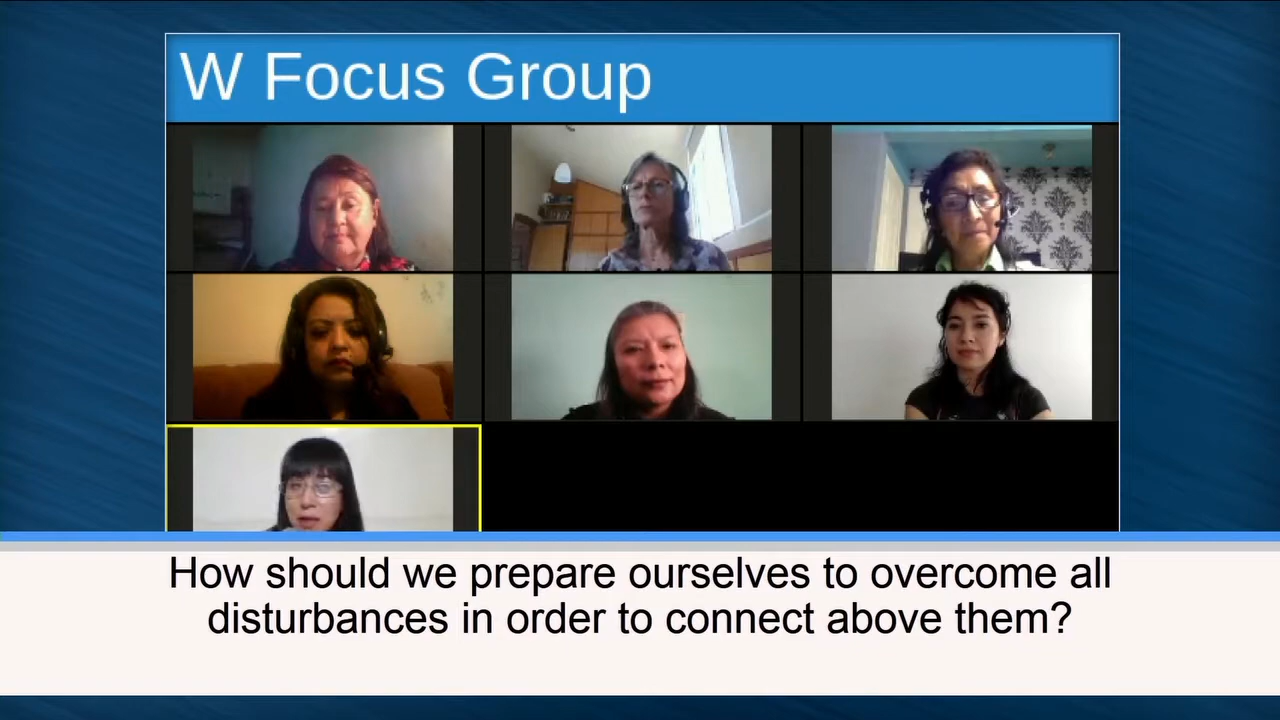 W Focus Group
How should we prepare ourselves to overcome all
disturbances in order to connect above them?